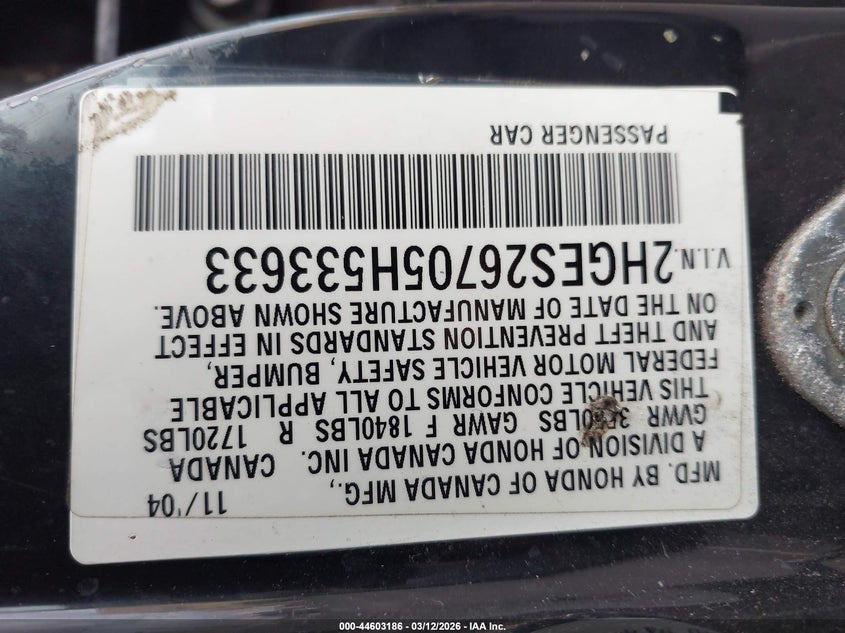 MFD. BY HONDA OF CANADA MFG., 11/'04
A DIVISION OF HONDA CANADA INC. CANADA
GVWR LBS GAWR F 1840LBS R 1720LBS
THIS VEHICLE CONFORMS TO ALL APPLICABLE
FEDERAL MOTOR VEHICLE SAFETY, BUMPER,
AND THEFT PREVENTION STANDARDS IN EFFECT
ON THE DATE OF MANUFACTURE SHOWN ABOVE.
V.I.N. 2HGES26705H533633
PASSENGER CAR
000-44603186 - 03/12/2026 - IAA Inc.